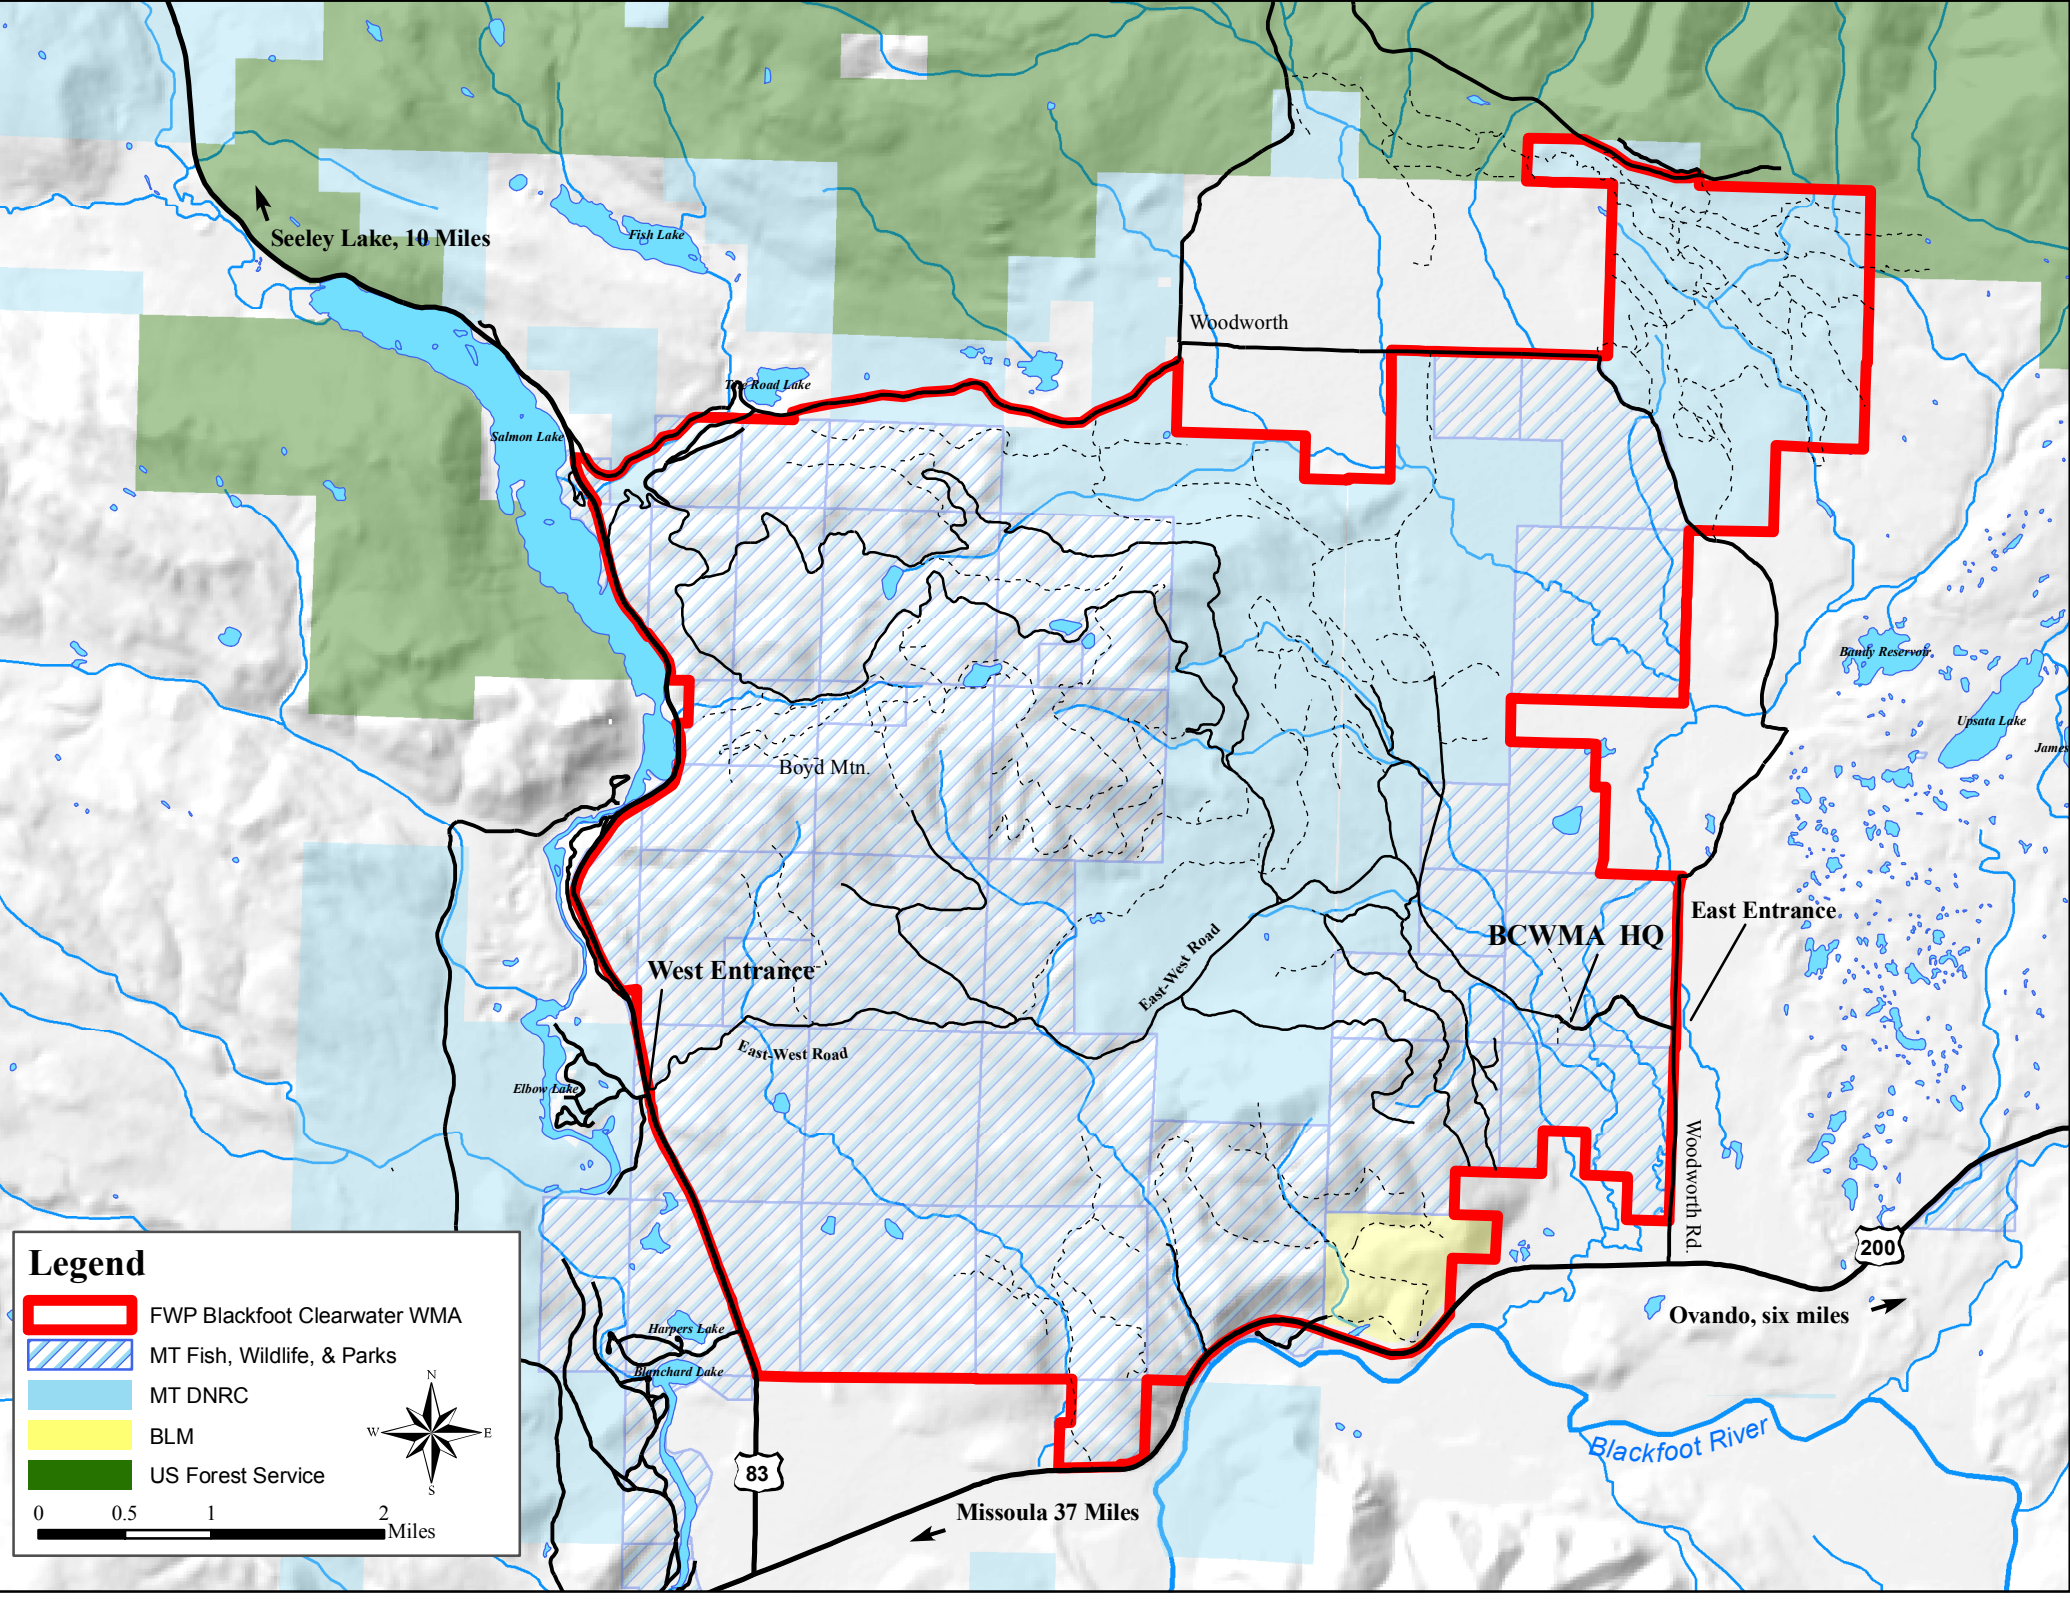 Seeley Lake, 10 Miles
Fish Lake
Woodworth
Salmon Lake
Boyd Mtn.
Bandy Reservoir
Upsata Lake
James
East Entrance
BCWMA HQ
West Entrance
East-West Road
East-West Road
Elbow Lake
Woodworth Rd.
200
Ovando, six miles
Harpers Lake
Blanchard Lake
Blackfoot River
83
Missoula 37 Miles
Legend
FWP Blackfoot Clearwater WMA
MT Fish, Wildlife, & Parks
MT DNRC
BLM
US Forest Service
N
W
E
S
0 0.5 1 2
Miles